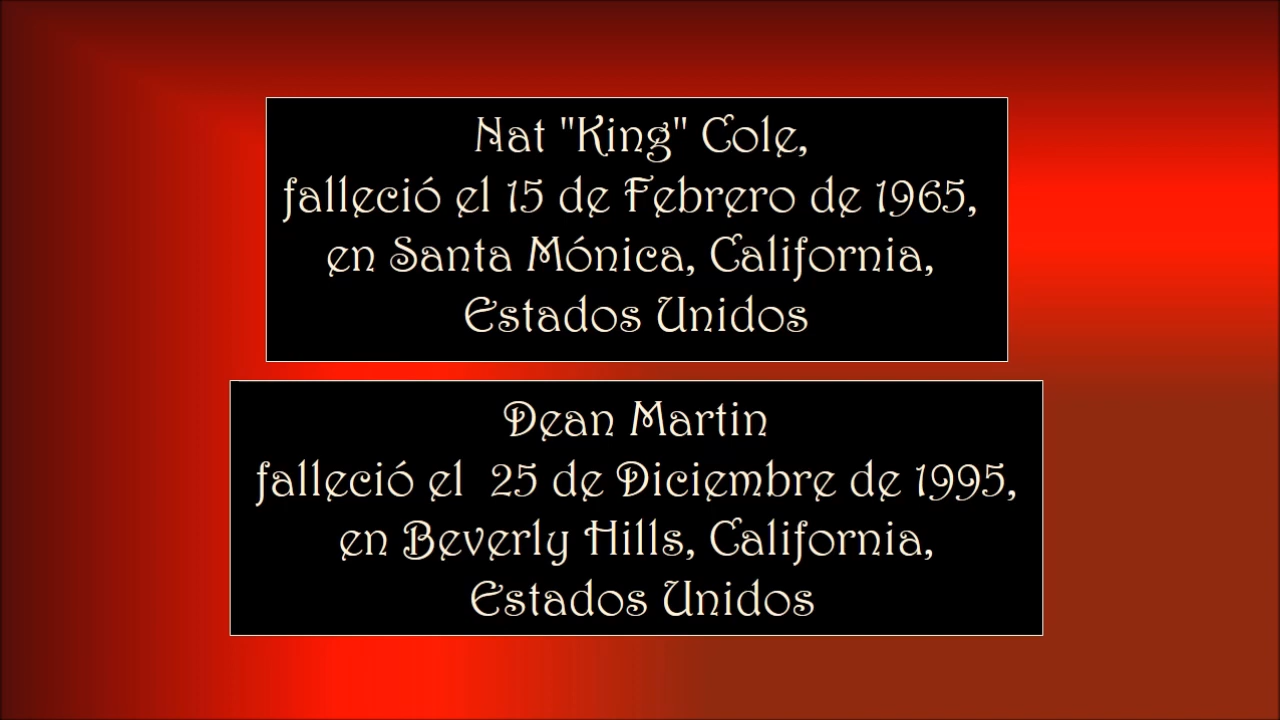 Nat "King" Cole,
falleció el 15 de Febrero de 1965,
en Santa Mónica, California,
Estados Unidos
Dean Martin
falleció el 25 de Diciembre de 1995,
en Beverly Hills, California,
Estados Unidos